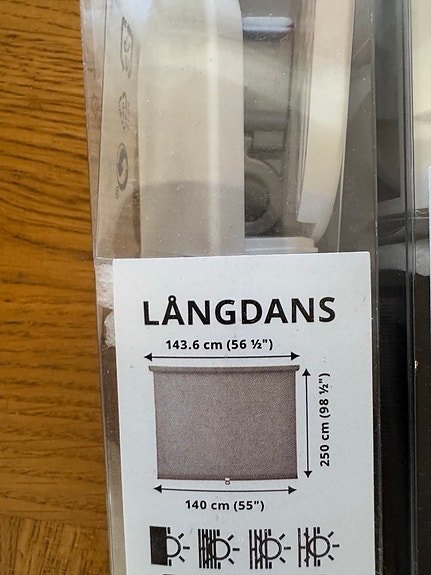 LÅNGDANS
143.6 cm (56 ½")
250 cm (98 ½")
140 cm (55")